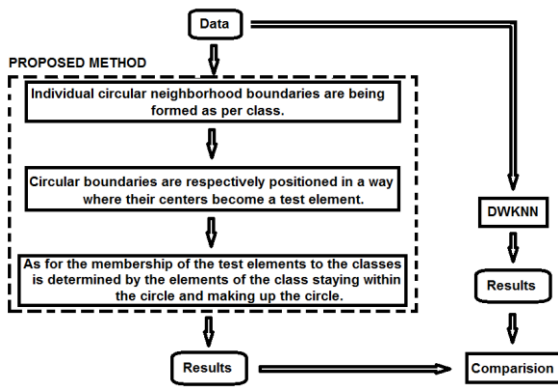 Data
PROPOSED METHOD
Individual circular neighborhood boundaries are being
formed as per class.
Circular boundaries are respectively positioned in a way
where their centers become a test element.
DWKNN
As for the membership of the test elements to the classes
is determined by the elements of the class staying within
the circle and making up the circle.
Results
Results
Comparision